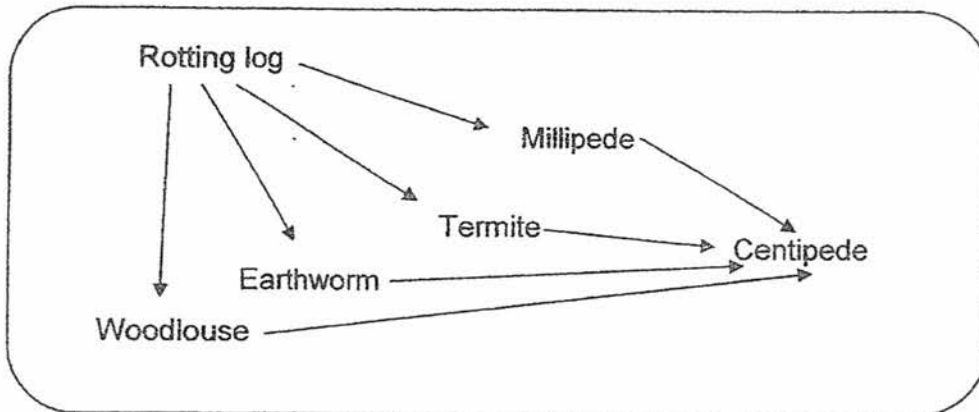 Rotting log
Millipede
Termite
Centipede
Earthworm
Woodlouse